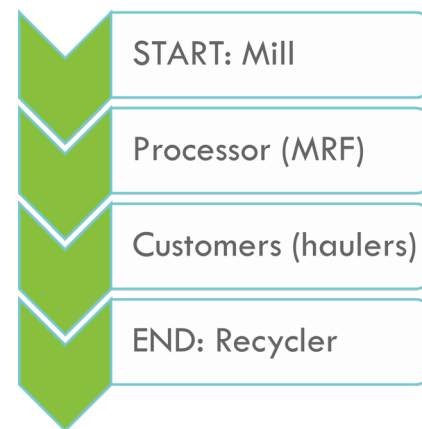 START: Mill
Processor (MRF)
Customers (haulers)
END: Recycler